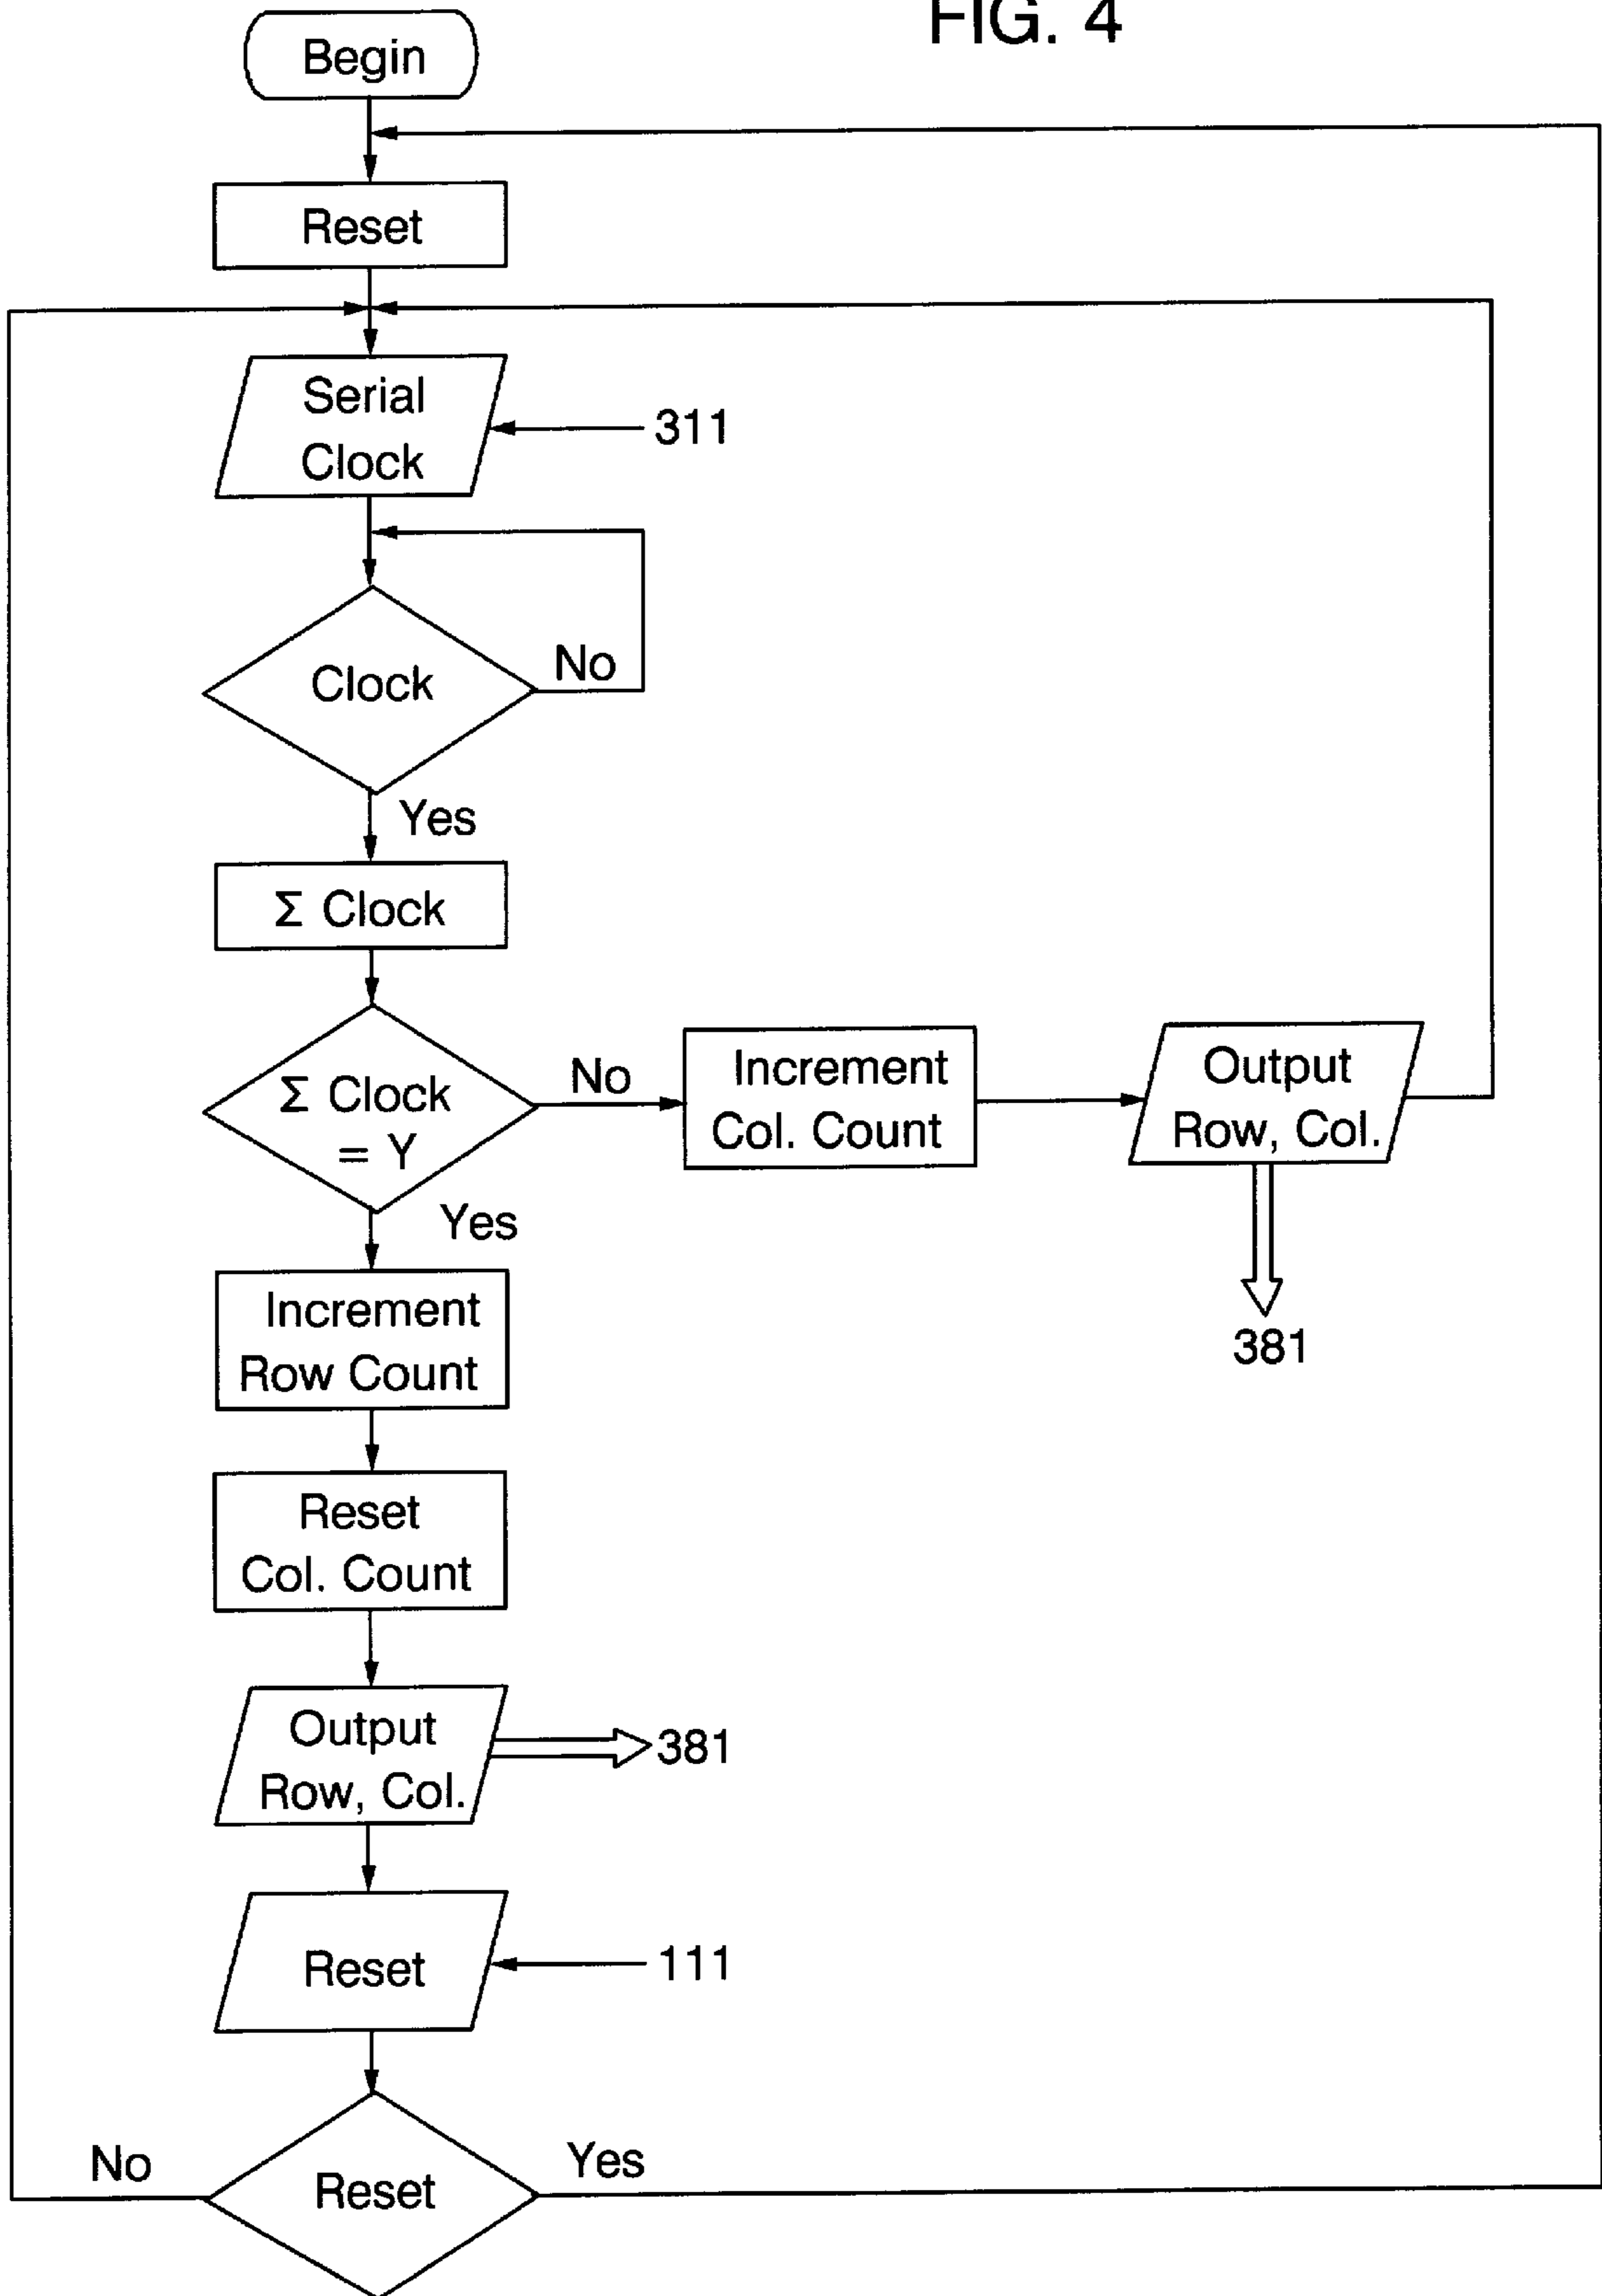 FIG. 4
Begin
Reset
Serial
Clock
311
Clock
No
Yes
Σ Clock
Σ Clock
= Y
No
Increment
Col. Count
Output
Row, Col.
381
Yes
Increment
Row Count
Reset
Col. Count
Output
Row, Col.
381
Reset
111
Reset
No
Yes